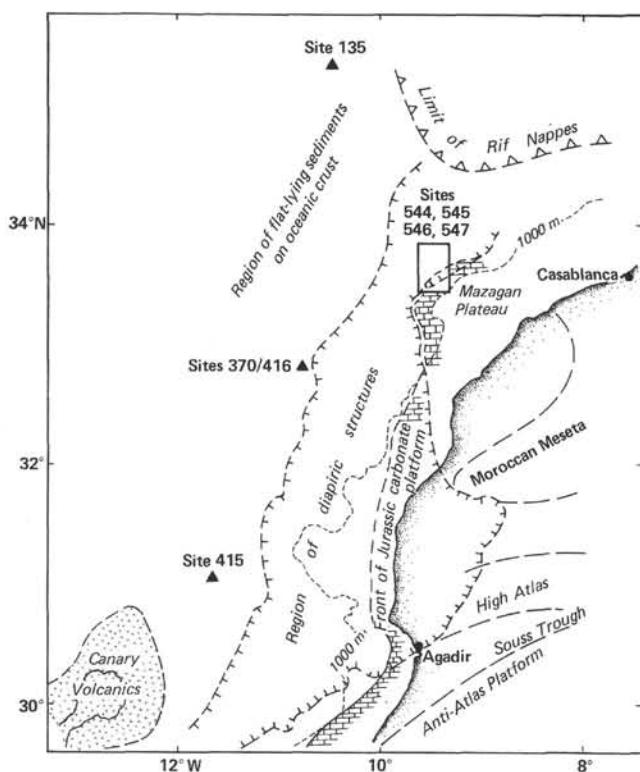 Site 135
Limit of
Rif Nappes
Region of flat-lying sediments
on oceanic crust
34°N
Sites
544, 545
546, 547
1000 m.
Casablanca
Mazagan
Plateau
Sites 370/416
Region of diapiric structures
Front of Jurassic carbonate
platform
32°
Moroccan Meseta
Site 415
High Atlas
Souss Trough
Anti-Atlas Platform
1000 m.
Agadir
Canary
Volcanics
30°
12°W
10°
8°